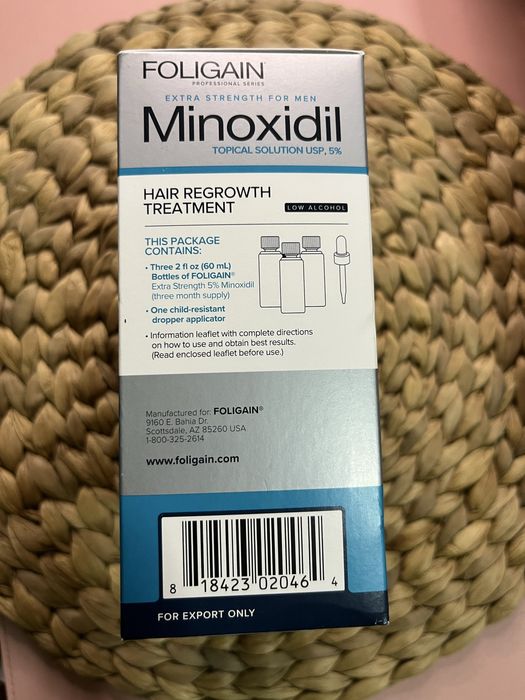 FOLIGAIN
PROFESSIONAL SERIES
EXTRA STRENGTH FOR MEN
Minoxidil
TOPICAL SOLUTION USP, 5%
HAIR REGROWTH
TREATMENT
LOW ALCOHOL
THIS PACKAGE
CONTAINS:
• Three 2 fl oz (60 mL)
Bottles of FOLIGAIN®
Extra Strength 5% Minoxidil
(three month supply)
• One child-resistant
dropper applicator
• Information leaflet with complete directions
on how to use and obtain best results.
(Read enclosed leaflet before use.)
Manufactured for: FOLIGAIN®
9160 E. Bahia Dr.
Scottsdale, AZ 85260 USA
1-800-325-2614
www.foligain.com
8 18423 02046 4
FOR EXPORT ONLY